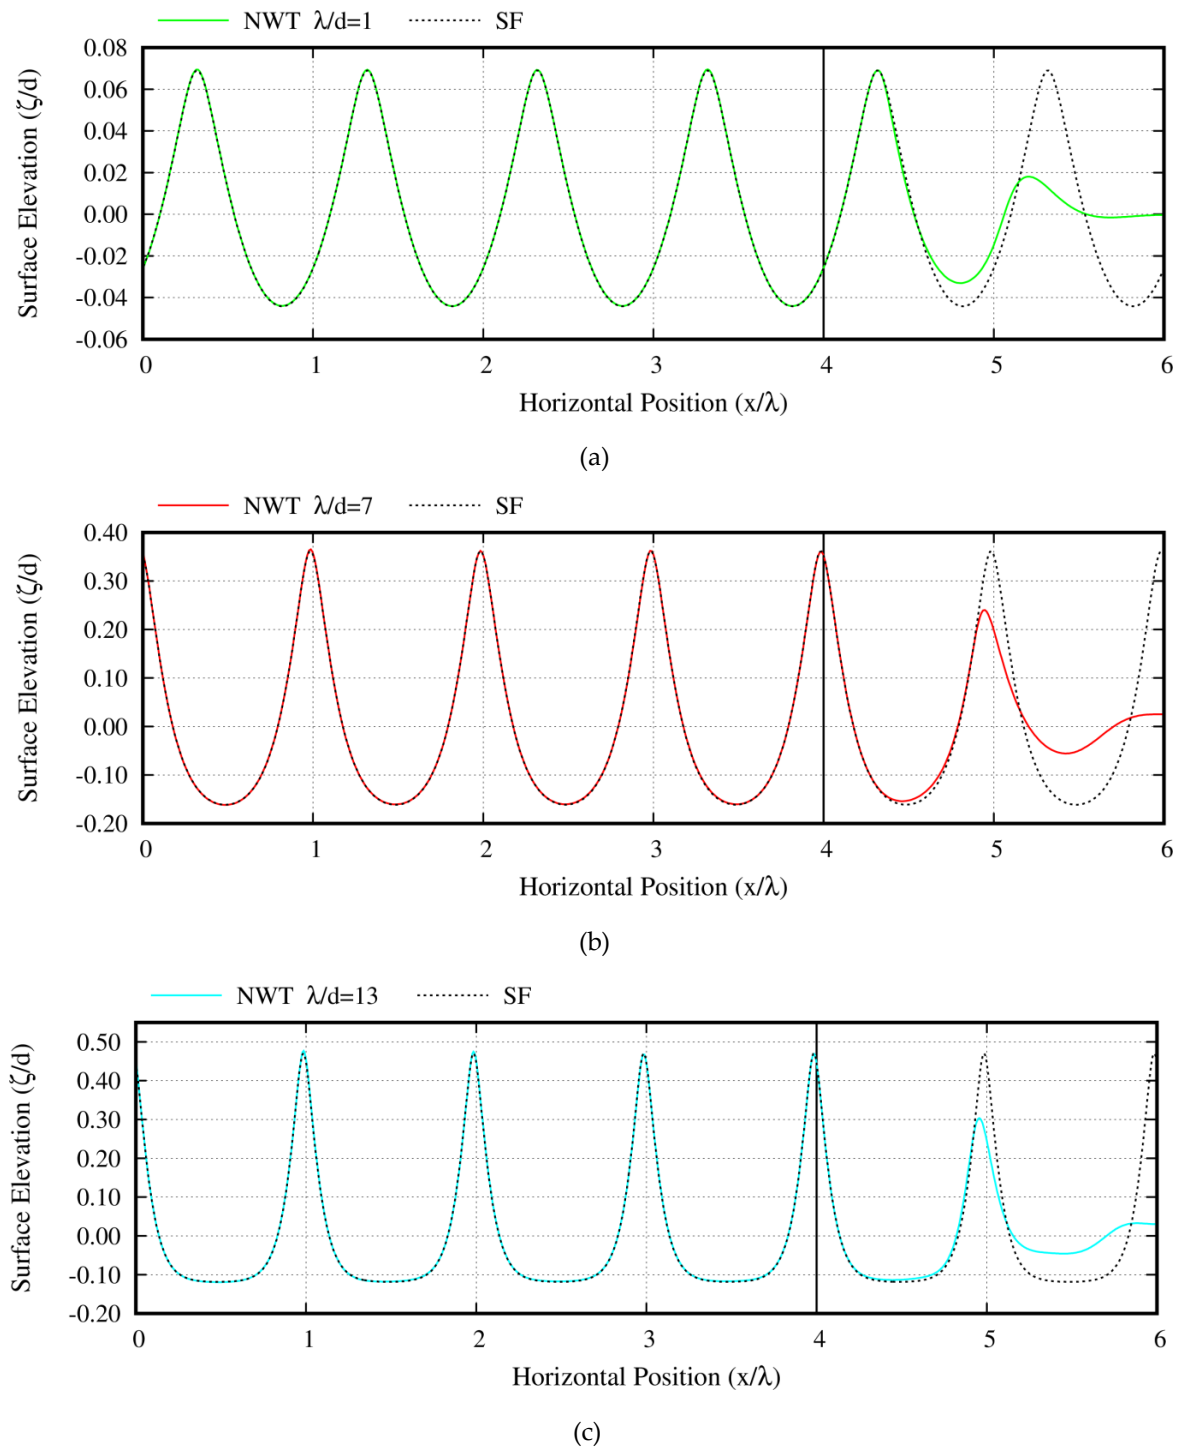 NWT λ/d=1 SF
0.08
0.06
0.04
0.02
0.00
-0.02
-0.04
-0.06
Surface Elevation (ζ/d)
0 1 2 3 4 5 6
Horizontal Position (x/λ)
(a)
NWT λ/d=7 SF
0.40
0.30
0.20
0.10
0.00
-0.10
-0.20
Surface Elevation (ζ/d)
0 1 2 3 4 5 6
Horizontal Position (x/λ)
(b)
NWT λ/d=13 SF
0.50
0.40
0.30
0.20
0.10
0.00
-0.10
-0.20
Surface Elevation (ζ/d)
0 1 2 3 4 5 6
Horizontal Position (x/λ)
(c)